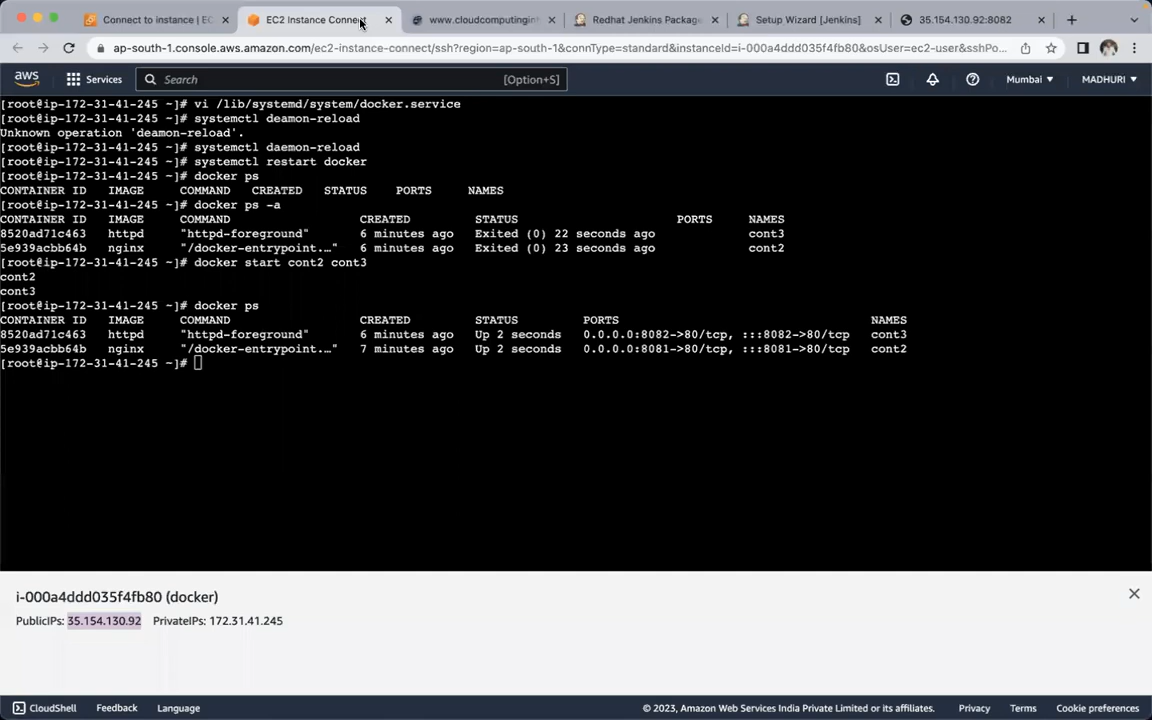 Connect to instance | EC
EC2 Instance Connect
www.cloudcomputingint
Redhat Jenkins Packag
Setup Wizard [Jenkins]
35.154.130.92:8082
ap-south-1.console.aws.amazon.com/ec2-instance-connect/ssh?region=ap-south-1&connType=standard&instanceId=i-000a4ddd035f4fb80&osUser=ec2-user&sshPo...
aws Services Search [Option+S] Mumbai MADHURI
[root@ip-172-31-41-245 ~]# vi /lib/systemd/system/docker.service
[root@ip-172-31-41-245 ~]# systemctl deamon-reload
Unknown operation 'deamon-reload'.
[root@ip-172-31-41-245 ~]# systemctl daemon-reload
[root@ip-172-31-41-245 ~]# systemctl restart docker
[root@ip-172-31-41-245 ~]# docker ps
CONTAINER ID IMAGE COMMAND CREATED STATUS PORTS NAMES
[root@ip-172-31-41-245 ~]# docker ps -a
CONTAINER ID IMAGE COMMAND CREATED STATUS PORTS NAMES
8520ad71c463 httpd "httpd-foreground" 6 minutes ago Exited (0) 22 seconds ago cont3
5e939acbb64b nginx "/docker-entrypoint.…" 6 minutes ago Exited (0) 23 seconds ago cont2
[root@ip-172-31-41-245 ~]# docker start cont2 cont3
cont2
cont3
[root@ip-172-31-41-245 ~]# docker ps
CONTAINER ID IMAGE COMMAND CREATED STATUS PORTS NAMES
8520ad71c463 httpd "httpd-foreground" 6 minutes ago Up 2 seconds 0.0.0.0:8082->80/tcp, :::8082->80/tcp cont3
5e939acbb64b nginx "/docker-entrypoint.…" 7 minutes ago Up 2 seconds 0.0.0.0:8081->80/tcp, :::8081->80/tcp cont2
[root@ip-172-31-41-245 ~]#
i-000a4ddd035f4fb80 (docker)
PublicIPs: 35.154.130.92 PrivateIPs: 172.31.41.245
CloudShell Feedback Language © 2023, Amazon Web Services India Private Limited or its affiliates. Privacy Terms Cookie preferences